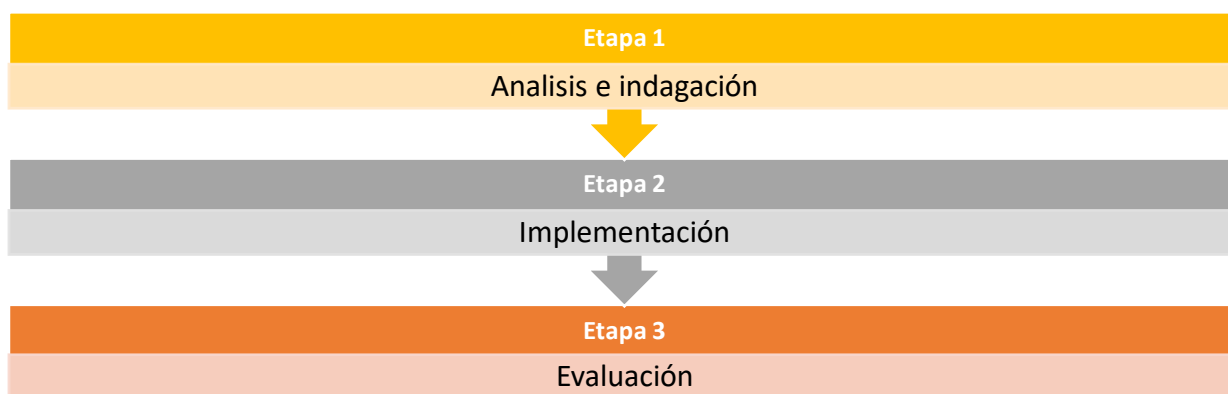 Etapa 1
Analisis e indagación
Etapa 2
Implementación
Etapa 3
Evaluación